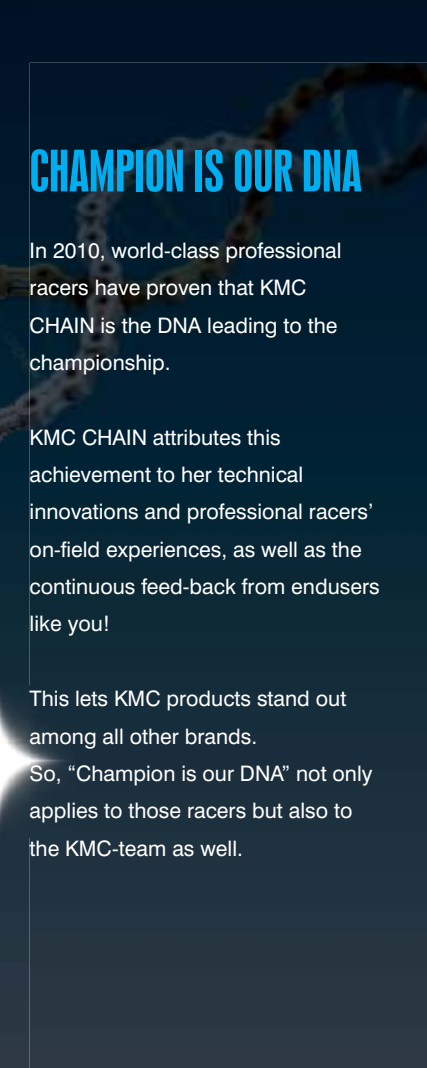 CHAMPION IS OUR DNA
In 2010, world-class professional
racers have proven that KMC
CHAIN is the DNA leading to the
championship.
KMC CHAIN attributes this
achievement to her technical
innovations and professional racers’
on-field experiences, as well as the
continuous feed-back from endusers
like you!
This lets KMC products stand out
among all other brands.
So, “Champion is our DNA” not only
applies to those racers but also to
the KMC-team as well.